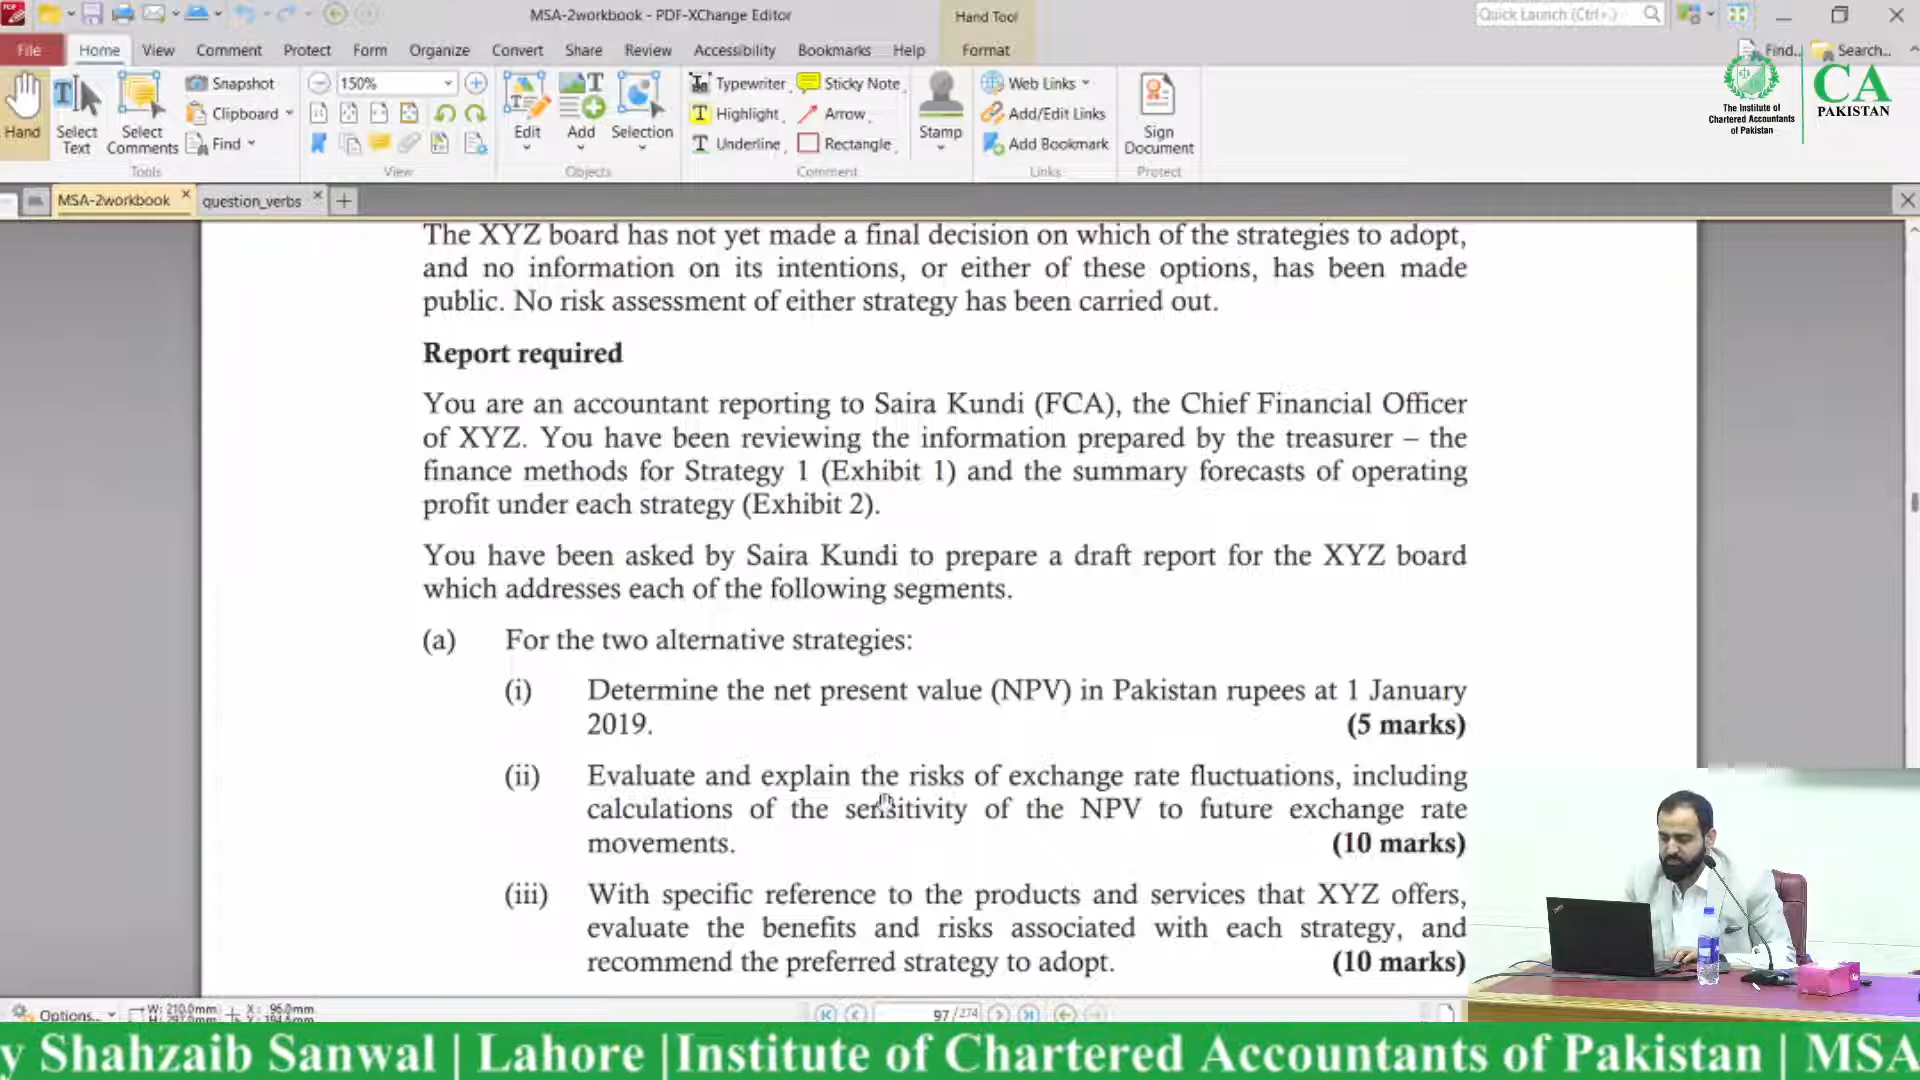 MSA-2workbook - PDF-XChange Editor
Hand Tool
Quick Launch (Ctrl+.)
File Home View Comment Protect Form Organize Convert Share Review Accessibility Bookmarks Help Format
Find... Search...
Hand
Select Text
Select Comments
Snapshot
Clipboard
Find
Tools
150%
View
Edit
Add
Selection
Objects
Typewriter Sticky Note
Highlight Arrow
Underline Rectangle
Comment
Stamp
Web Links
Add/Edit Links
Add Bookmark
Links
Sign Document
Protect
The Institute of
Chartered Accountants
of Pakistan
CA
PAKISTAN
MSA-2workbook question_verbs
The XYZ board has not yet made a final decision on which of the strategies to adopt,
and no information on its intentions, or either of these options, has been made
public. No risk assessment of either strategy has been carried out.
Report required
You are an accountant reporting to Saira Kundi (FCA), the Chief Financial Officer
of XYZ. You have been reviewing the information prepared by the treasurer – the
finance methods for Strategy 1 (Exhibit 1) and the summary forecasts of operating
profit under each strategy (Exhibit 2).
You have been asked by Saira Kundi to prepare a draft report for the XYZ board
which addresses each of the following segments.
(a) For the two alternative strategies:
(i) Determine the net present value (NPV) in Pakistan rupees at 1 January
2019. (5 marks)
(ii) Evaluate and explain the risks of exchange rate fluctuations, including
calculations of the sensitivity of the NPV to future exchange rate
movements. (10 marks)
(iii) With specific reference to the products and services that XYZ offers,
evaluate the benefits and risks associated with each strategy, and
recommend the preferred strategy to adopt. (10 marks)
Options... W: 210.0mm X: 96.0mm
97 / 274
y Shahzaib Sanwal | Lahore |Institute of Chartered Accountants of Pakistan | MSA